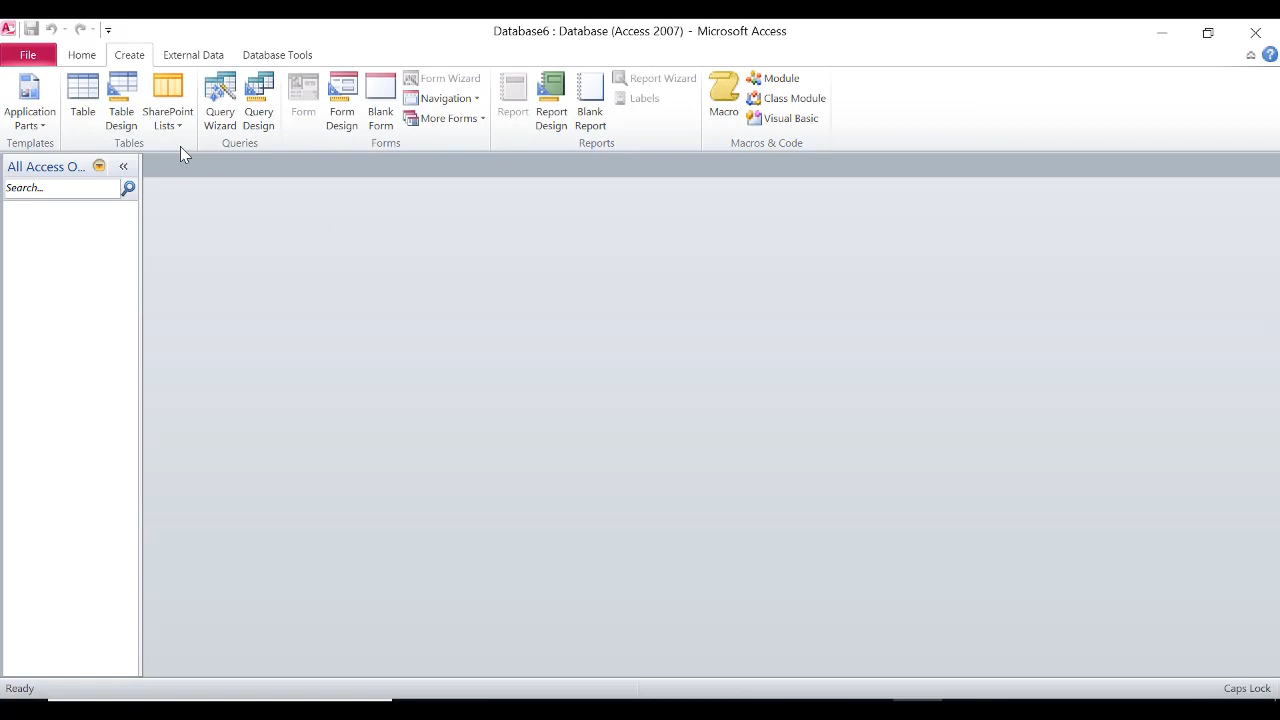 Database6 : Database (Access 2007) - Microsoft Access
File Home Create External Data Database Tools
Application Parts
Templates
Table
Table Design
SharePoint Lists
Tables
Query Wizard
Query Design
Queries
Form
Form Design
Blank Form
Form Wizard
Navigation
More Forms
Forms
Report
Report Design
Blank Report
Report Wizard
Labels
Reports
Macro
Module
Class Module
Visual Basic
Macros & Code
All Access O...
Search...
Ready
Caps Lock